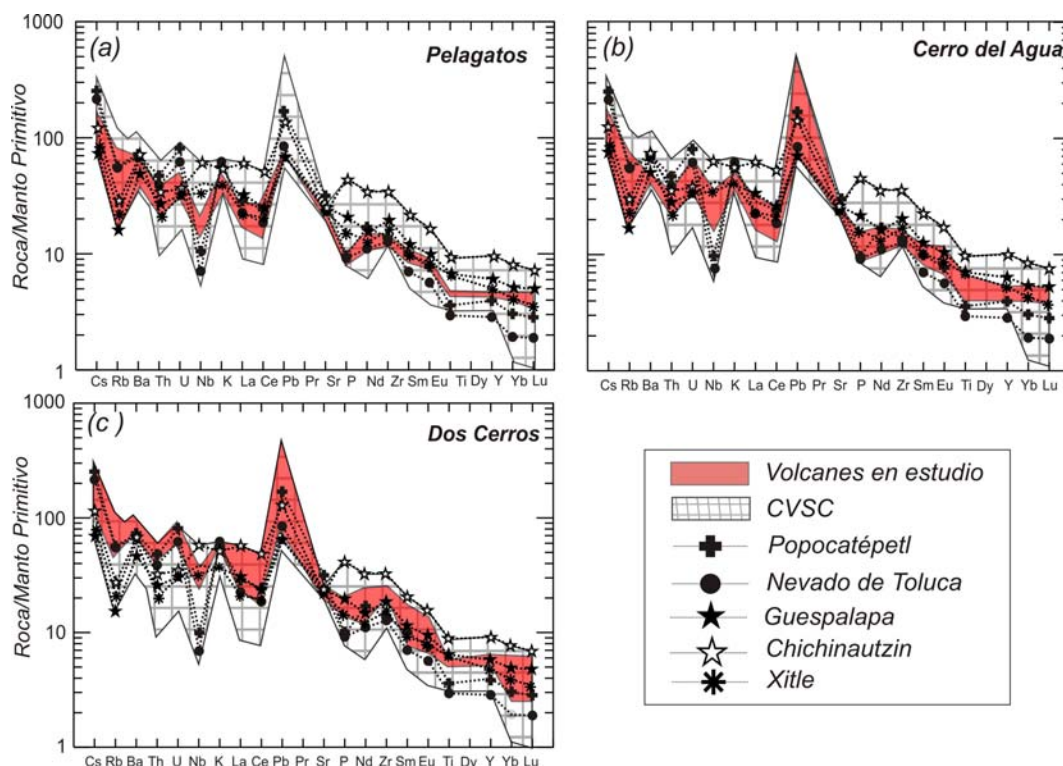 (a)
Pelagatos
Roca/Manto Primitivo
1000
100
10
1
Cs Rb Ba Th U Nb K La Ce Pb Pr Sr P Nd Zr Sm Eu Ti Dy Y Yb Lu
(b)
Cerro del Agua
1000
100
10
1
Cs Rb Ba Th U Nb K La Ce Pb Pr Sr P Nd Zr Sm Eu Ti Dy Y Yb Lu
(c)
Dos Cerros
Roca/Manto Primitivo
1000
100
10
1
Cs Rb Ba Th U Nb K La Ce Pb Pr Sr P Nd Zr Sm Eu Ti Dy Y Yb Lu
Volcanes en estudio
CVSC
Popocatépetl
Nevado de Toluca
Guespalapa
Chichinautzin
Xitle